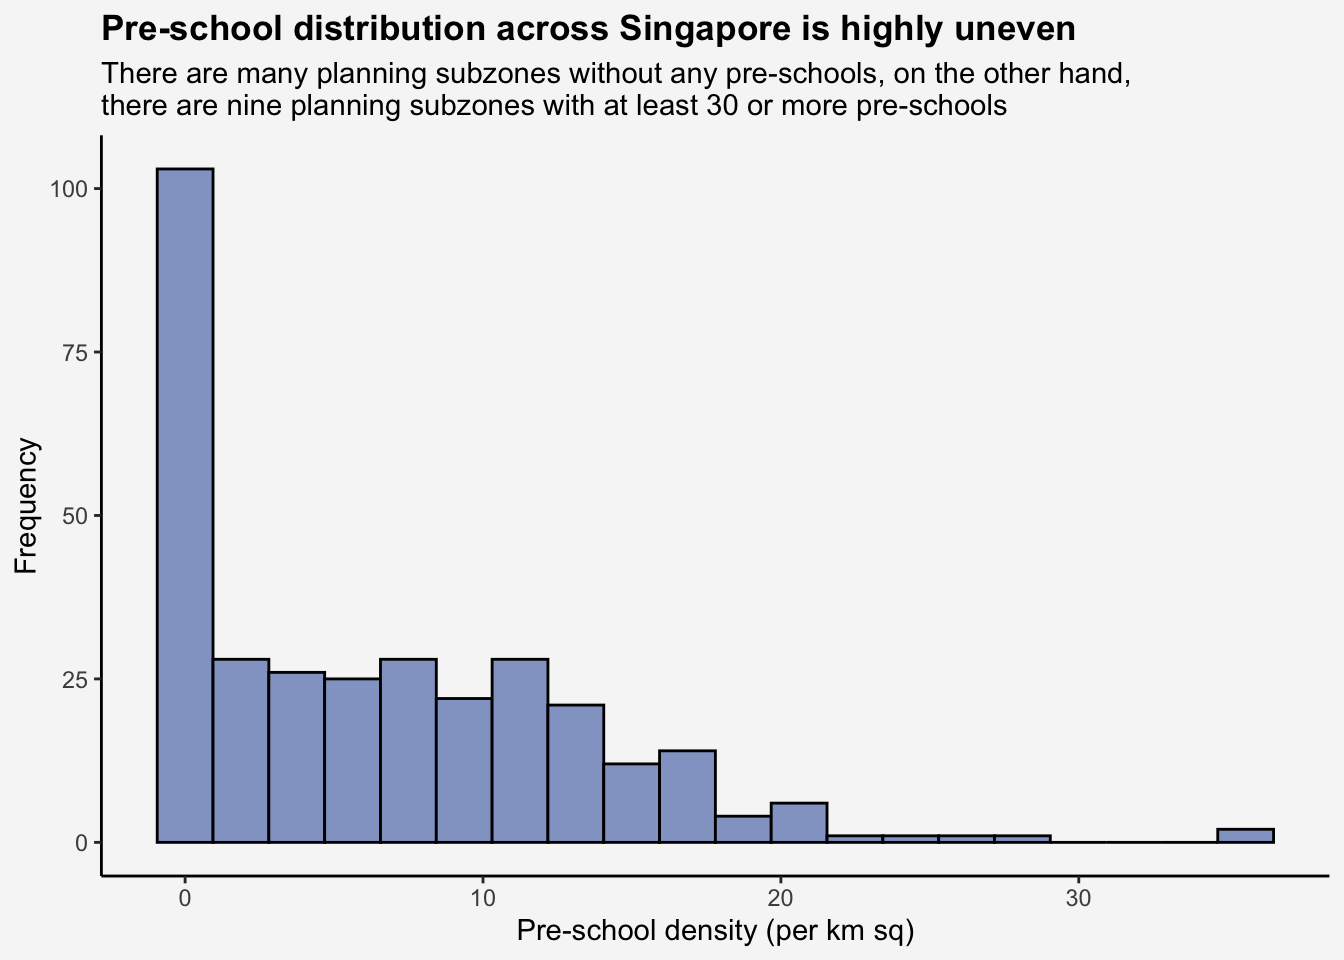 Pre-school distribution across Singapore is highly uneven
There are many planning subzones without any pre-schools, on the other hand,
there are nine planning subzones with at least 30 or more pre-schools
100
75
50
25
0
Frequency
0 10 20 30
Pre-school density (per km sq)